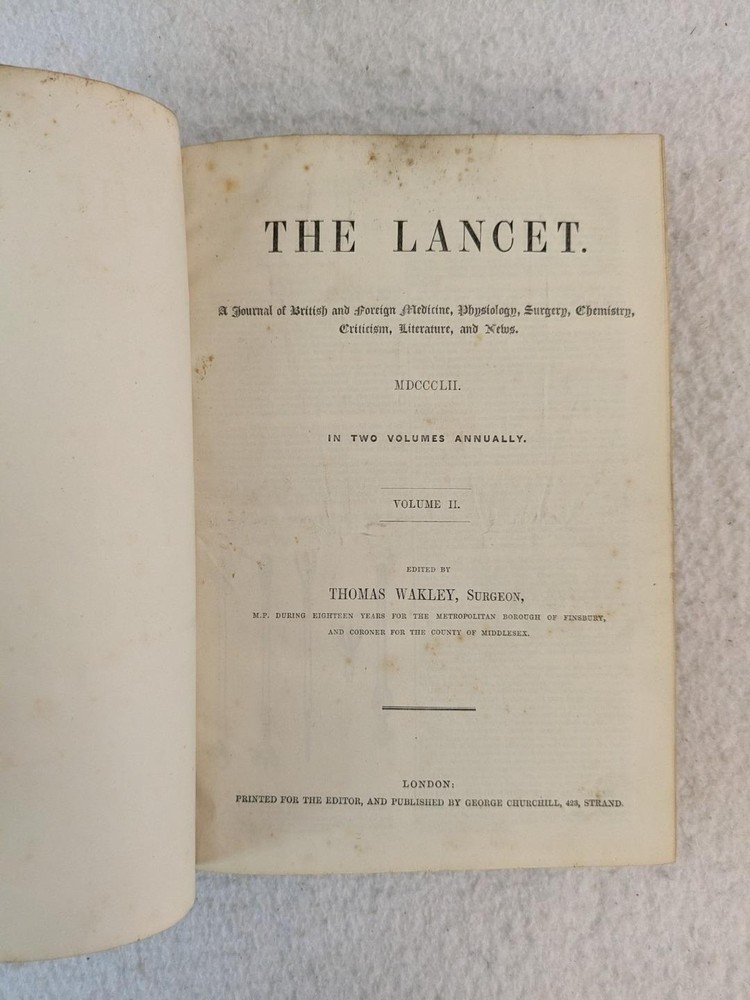 THE LANCET.
A Journal of British and Foreign Medicine, Physiology, Surgery, Chemistry,
Criticism, Literature, and News.
MDCCCLII.
IN TWO VOLUMES ANNUALLY.
VOLUME II.
EDITED BY
THOMAS WAKLEY, SURGEON,
M.P. DURING EIGHTEEN YEARS FOR THE METROPOLITAN BOROUGH OF FINSBURY,
AND CORONER FOR THE COUNTY OF MIDDLESEX.
LONDON:
PRINTED FOR THE EDITOR, AND PUBLISHED BY GEORGE CHURCHILL, 423, STRAND.